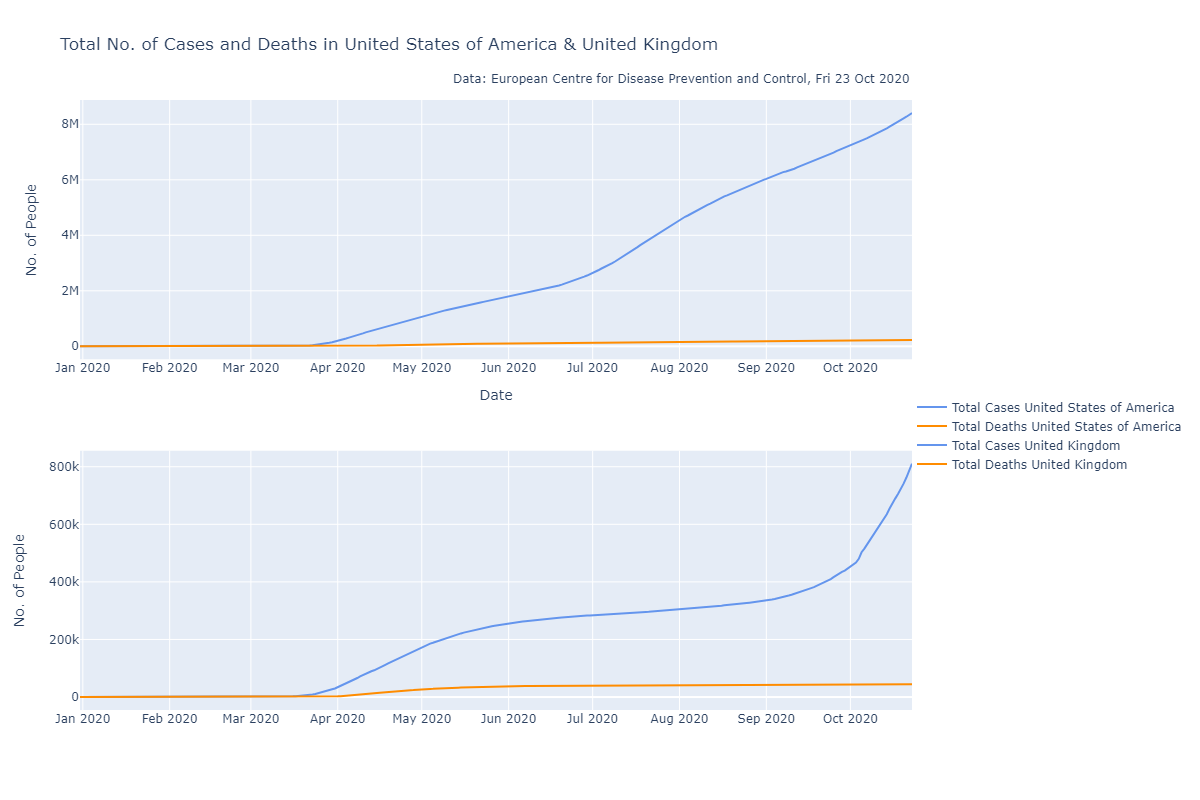 Total No. of Cases and Deaths in United States of America & United Kingdom
Data: European Centre for Disease Prevention and Control, Fri 23 Oct 2020
No. of People
8M
6M
4M
2M
0
Jan 2020 Feb 2020 Mar 2020 Apr 2020 May 2020 Jun 2020 Jul 2020 Aug 2020 Sep 2020 Oct 2020
Date
Total Cases United States of America
Total Deaths United States of America
Total Cases United Kingdom
Total Deaths United Kingdom
No. of People
800k
600k
400k
200k
0
Jan 2020 Feb 2020 Mar 2020 Apr 2020 May 2020 Jun 2020 Jul 2020 Aug 2020 Sep 2020 Oct 2020